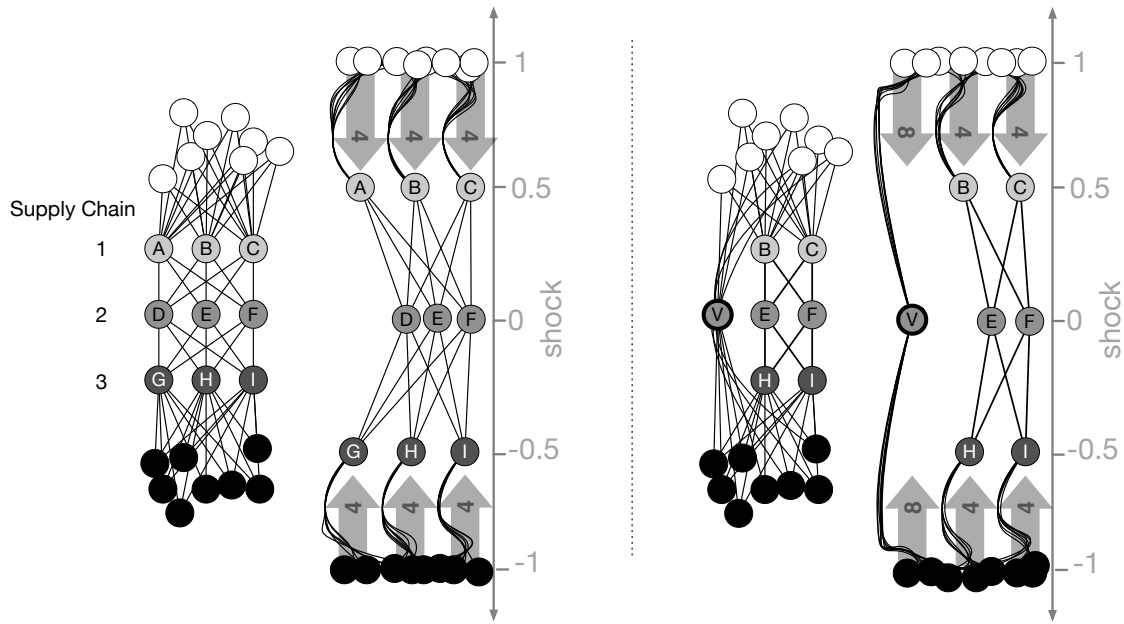 Supply Chain
1
2
3
A B C
D E F
G H I
4 4 4
A B C
D E F
G H I
4 4 4
1
0.5
0
-0.5
-1
shock
B C
V E F
H I
8 4 4
B C
V E F
H I
8 4 4
1
0.5
0
-0.5
-1
shock